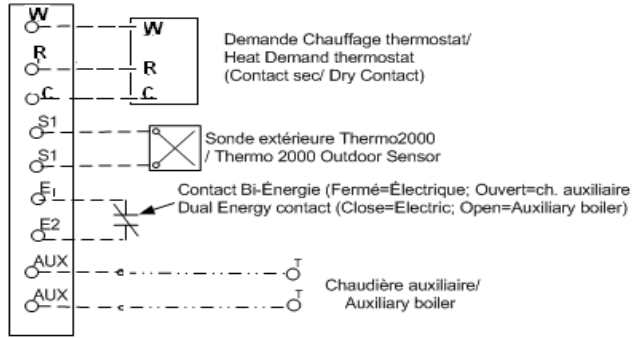 W W
R R
C C
Demande Chauffage thermostat/
Heat Demand thermostat
(Contact sec/ Dry Contact)
S1
S1
Sonde extérieure Thermo2000
/ Thermo 2000 Outdoor Sensor
E1
E2
Contact Bi-Énergie (Fermé=Électrique; Ouvert=ch. auxiliaire
Dual Energy contact (Close=Electric; Open=Auxiliary boiler)
AUX T
AUX T
Chaudière auxiliaire/
Auxiliary boiler